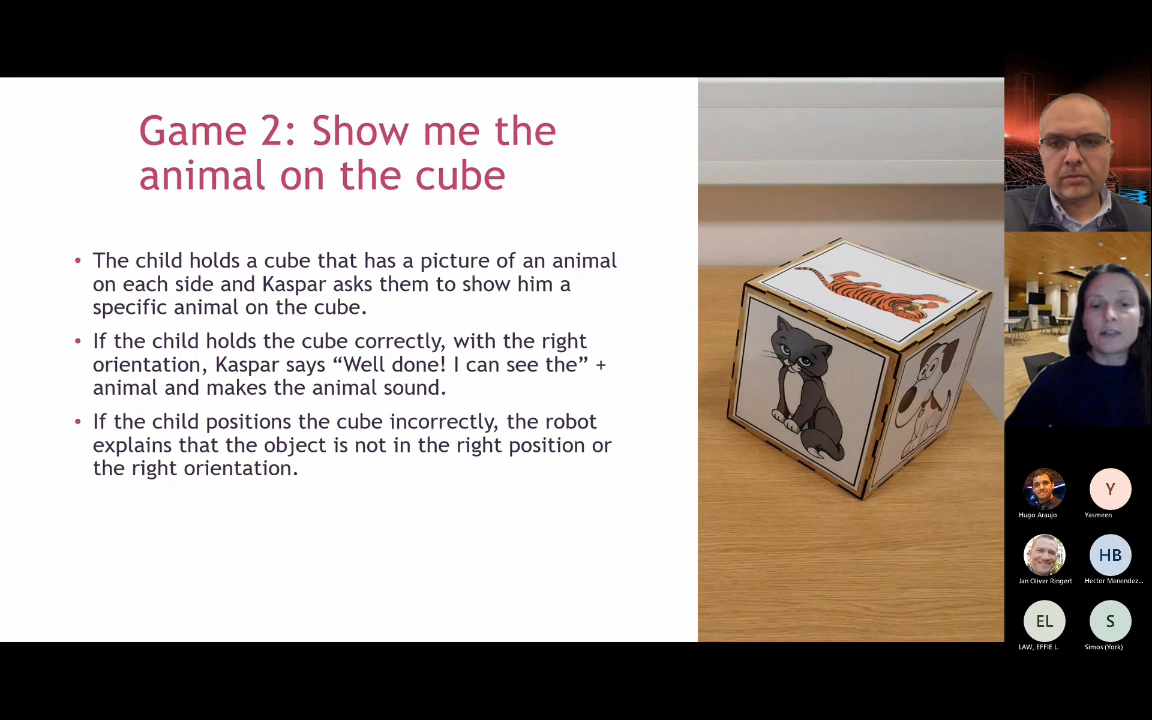 Game 2: Show me the
animal on the cube
• The child holds a cube that has a picture of an animal
on each side and Kaspar asks them to show him a
specific animal on the cube.
• If the child holds the cube correctly, with the right
orientation, Kaspar says “Well done! I can see the” +
animal and makes the animal sound.
• If the child positions the cube incorrectly, the robot
explains that the object is not in the right position or
the right orientation.
Hugo Araujo
Y
Yasmeen
Jan Oliver Ringert
HB
Hector Menendez...
EL
LAW, EFFIE L.
S
Simos (York)